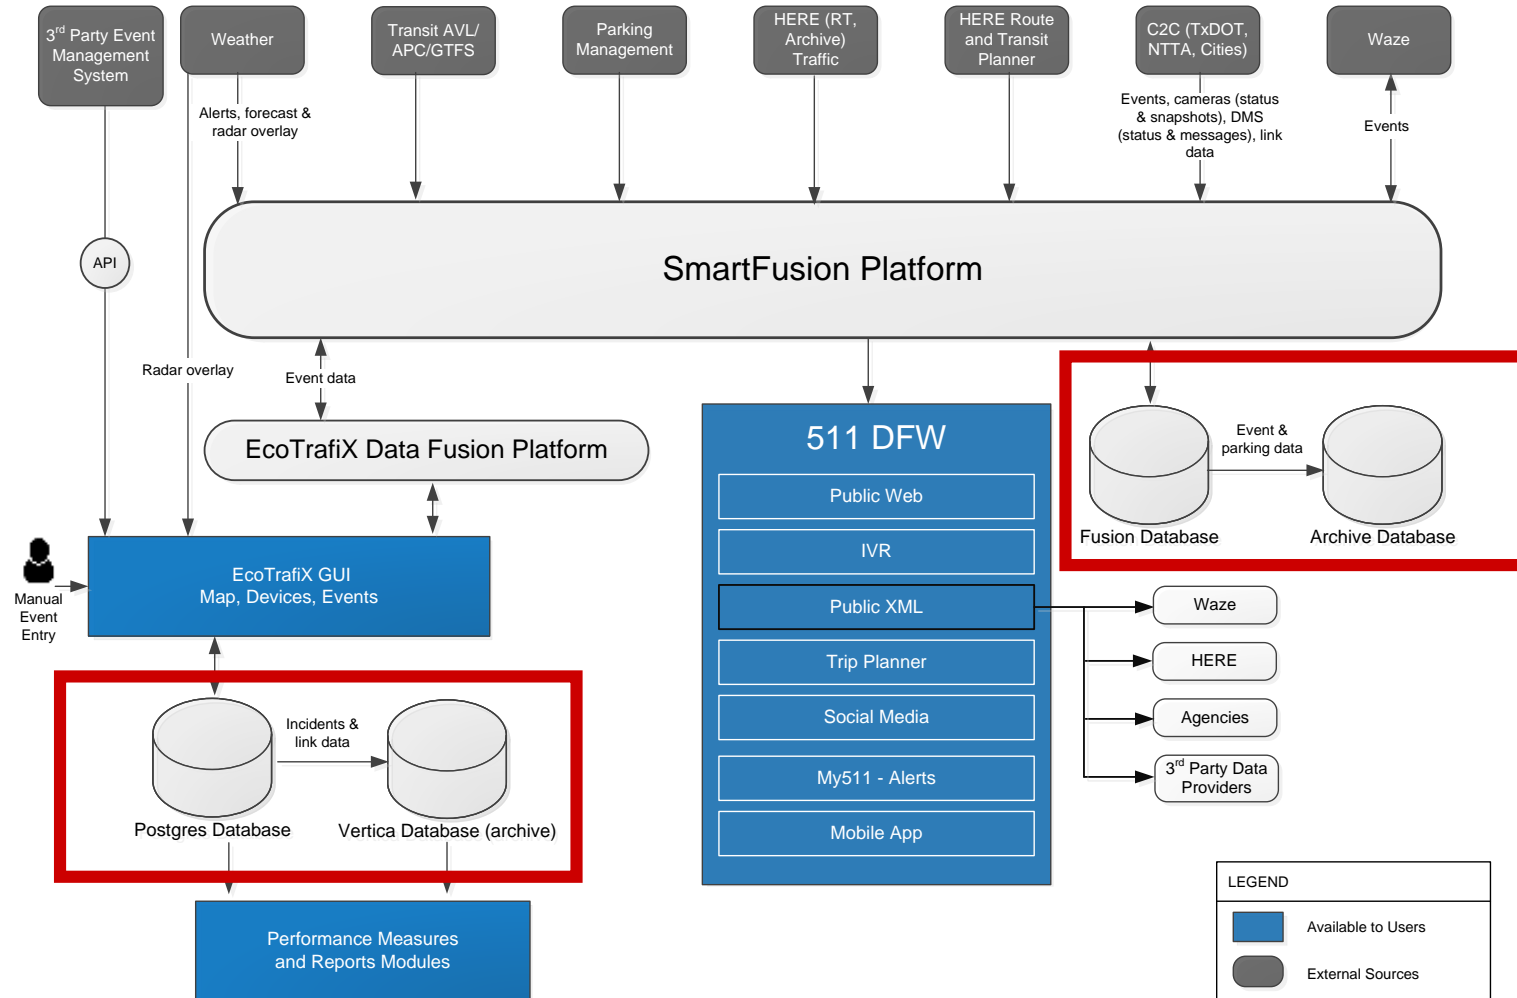 3rd Party Event
Management
System
Weather
Transit AVL/
APC/GTFS
Parking
Management
HERE (RT,
Archive)
Traffic
HERE Route
and Transit
Planner
C2C (TxDOT,
NTTA, Cities)
Waze
Alerts, forecast &
radar overlay
Events, cameras (status
& snapshots), DMS
(status & messages), link
data
Events
API
SmartFusion Platform
Radar overlay
Event data
EcoTrafiX Data Fusion Platform
511 DFW
Public Web
IVR
Public XML
Trip Planner
Social Media
My511 - Alerts
Mobile App
Event &
parking data
Fusion Database
Archive Database
Manual
Event
Entry
EcoTrafiX GUI
Map, Devices, Events
Waze
HERE
Agencies
3rd Party Data
Providers
Incidents &
link data
Postgres Database
Vertica Database (archive)
Performance Measures
and Reports Modules
LEGEND
Available to Users
External Sources